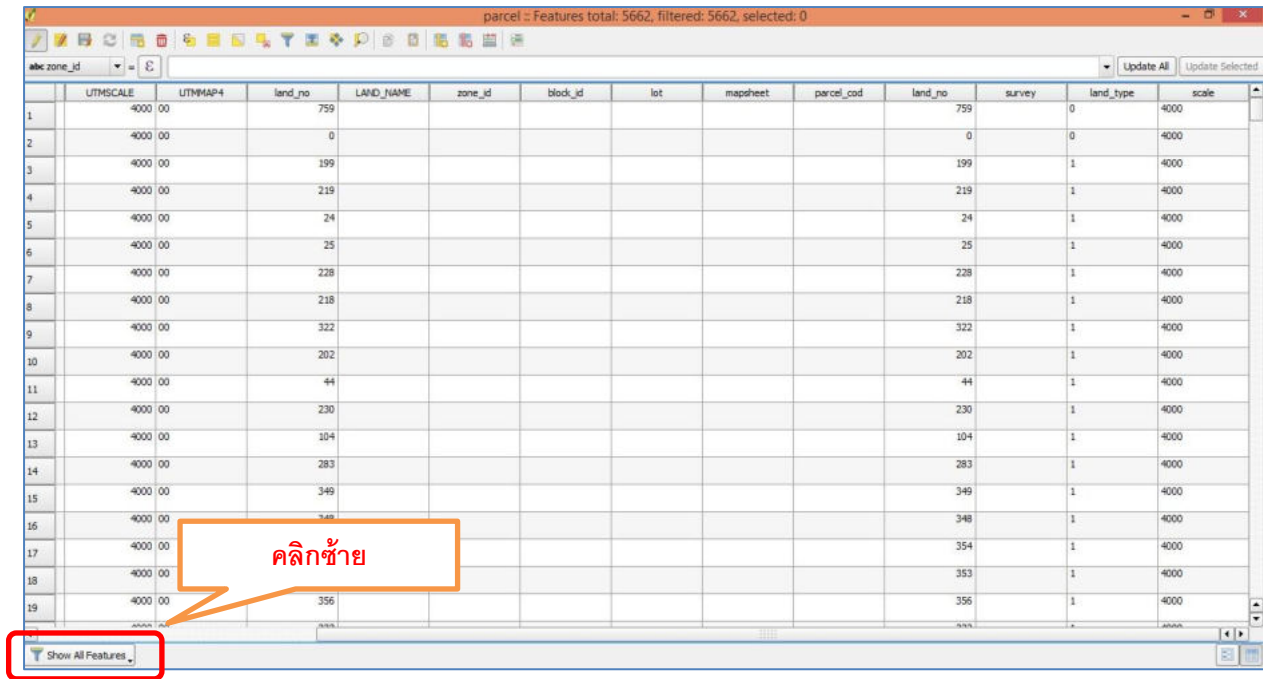 parcel :: Features total: 5662, filtered: 5662, selected: 0
abc zone_id = ε Update All Update Selected
UTMSCALE UTMMAP4 land_no LAND_NAME zone_id block_id lot mapsheet parcel_cod land_no survey land_type scale
1 4000 00 759 759 0 4000
2 4000 00 0 0 0 4000
3 4000 00 199 199 1 4000
4 4000 00 219 219 1 4000
5 4000 00 24 24 1 4000
6 4000 00 25 25 1 4000
7 4000 00 228 228 1 4000
8 4000 00 218 218 1 4000
9 4000 00 322 322 1 4000
10 4000 00 202 202 1 4000
11 4000 00 44 44 1 4000
12 4000 00 230 230 1 4000
13 4000 00 104 104 1 4000
14 4000 00 283 283 1 4000
15 4000 00 349 349 1 4000
16 4000 00 348 1 4000
17 4000 00 354 1 4000
18 4000 00 353 1 4000
19 4000 00 356 356 1 4000
คลิกซ้าย
Show All Features